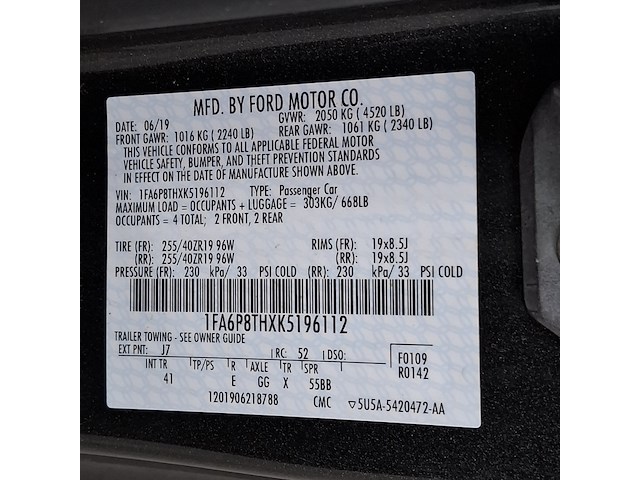 MFD. BY FORD MOTOR CO.
DATE: 06/19 GVWR: 2050 KG ( 4520 LB)
FRONT GAWR: 1016 KG ( 2240 LB) REAR GAWR: 1061 KG ( 2340 LB)
THIS VEHICLE CONFORMS TO ALL APPLICABLE FEDERAL MOTOR
VEHICLE SAFETY, BUMPER, AND THEFT PREVENTION STANDARDS
IN EFFECT ON THE DATE OF MANUFACTURE SHOWN ABOVE.
VIN: 1FA6P8THXK5196112 TYPE: Passenger Car
MAXIMUM LOAD = OCCUPANTS + LUGGAGE = 303KG/ 668LB
OCCUPANTS = 4 TOTAL; 2 FRONT, 2 REAR
TIRE (FR): 255/40ZR19 96W RIMS (FR): 19x8.5J
(RR): 255/40ZR19 96W (RR): 19x8.5J
PRESSURE (FR): 230 kPa/ 33 PSI COLD (RR): 230 kPa/ 33 PSI COLD
1FA6P8THXK5196112
TRAILER TOWING - SEE OWNER GUIDE
EXT PNT: J7 RC: 52 DSO: F0109
INT TR TP/PS R AXLE TR SPR R0142
41 E GG X 55BB
1201906218788 CMC ▽5U5A-5420472-AA